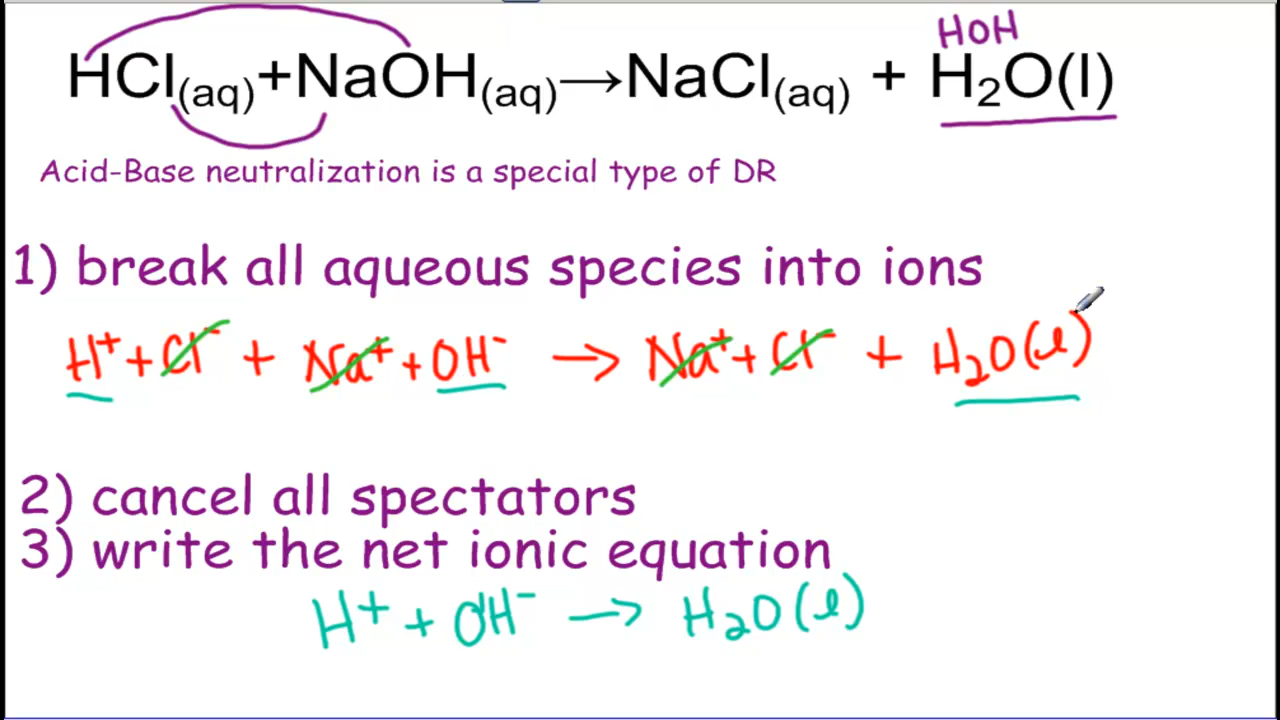 HOH
HCl(aq)+NaOH(aq)→NaCl(aq) + H₂O(l)
Acid-Base neutralization is a special type of DR
1) break all aqueous species into ions
H⁺ + Cl⁻ + Na⁺ + OH⁻ → Na⁺ + Cl⁻ + H₂O(l)
2) cancel all spectators
3) write the net ionic equation
H⁺ + OH⁻ → H₂O(l)